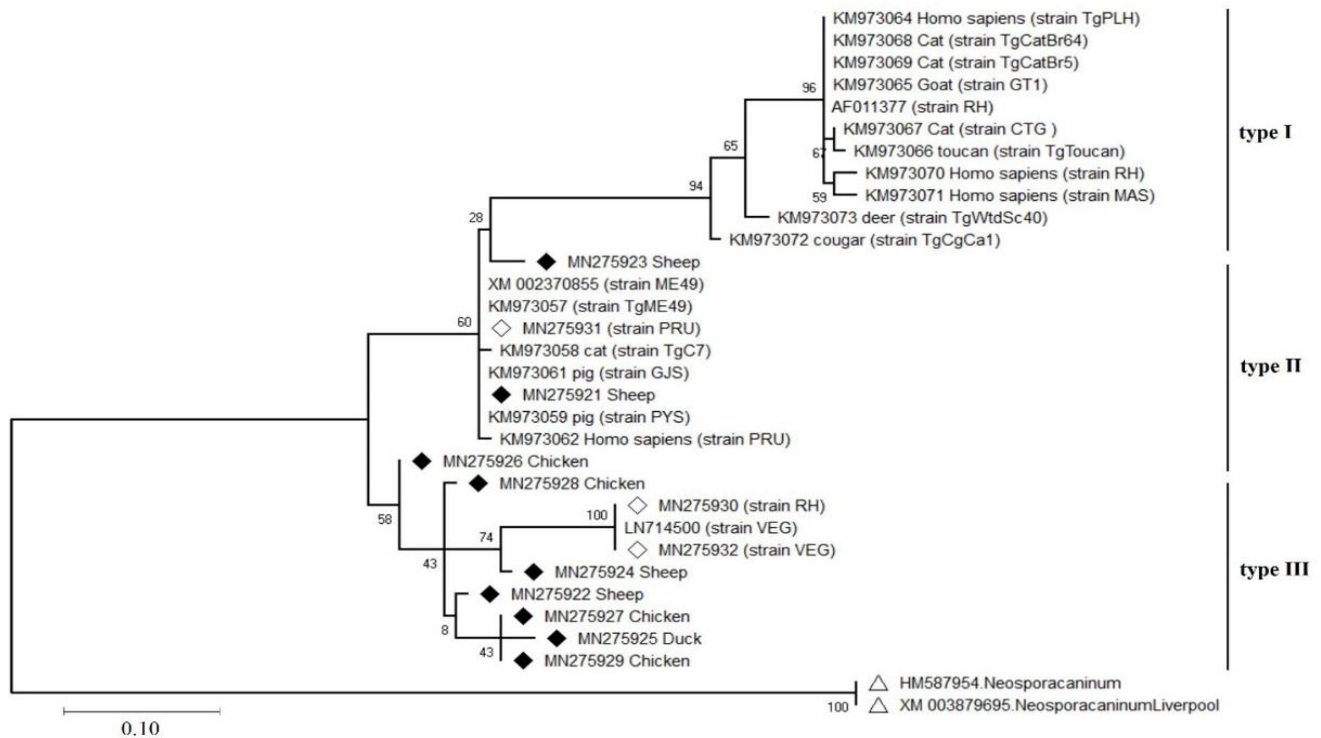 KM973064 Homo sapiens (strain TgPLH)
KM973068 Cat (strain TgCatBr64)
KM973069 Cat (strain TgCatBr5)
96 KM973065 Goat (strain GT1)
AF011377 (strain RH)
KM973067 Cat (strain CTG )
type I
65 67 KM973066 toucan (strain TgToucan)
KM973070 Homo sapiens (strain RH)
94 59 KM973071 Homo sapiens (strain MAS)
28 KM973073 deer (strain TgWtdSc40)
KM973072 cougar (strain TgCgCa1)
MN275923 Sheep
XM 002370855 (strain ME49)
KM973057 (strain TgME49)
60 MN275931 (strain PRU)
KM973058 cat (strain TgC7)
type II
KM973061 pig (strain GJS)
MN275921 Sheep
KM973059 pig (strain PYS)
KM973062 Homo sapiens (strain PRU)
MN275926 Chicken
MN275928 Chicken
58 100 MN275930 (strain RH)
74 LN714500 (strain VEG)
MN275932 (strain VEG)
43 MN275924 Sheep
type III
MN275922 Sheep
MN275927 Chicken
8 MN275925 Duck
43 MN275929 Chicken
HM587954.Neosporacaninum
100 XM 003879695.NeosporacaninumLiverpool
0.10